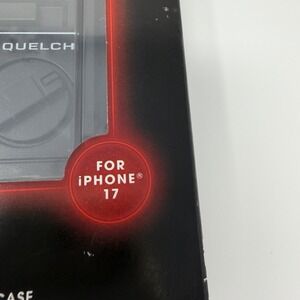 QUELCH
FOR
iPHONE®
17
CASE